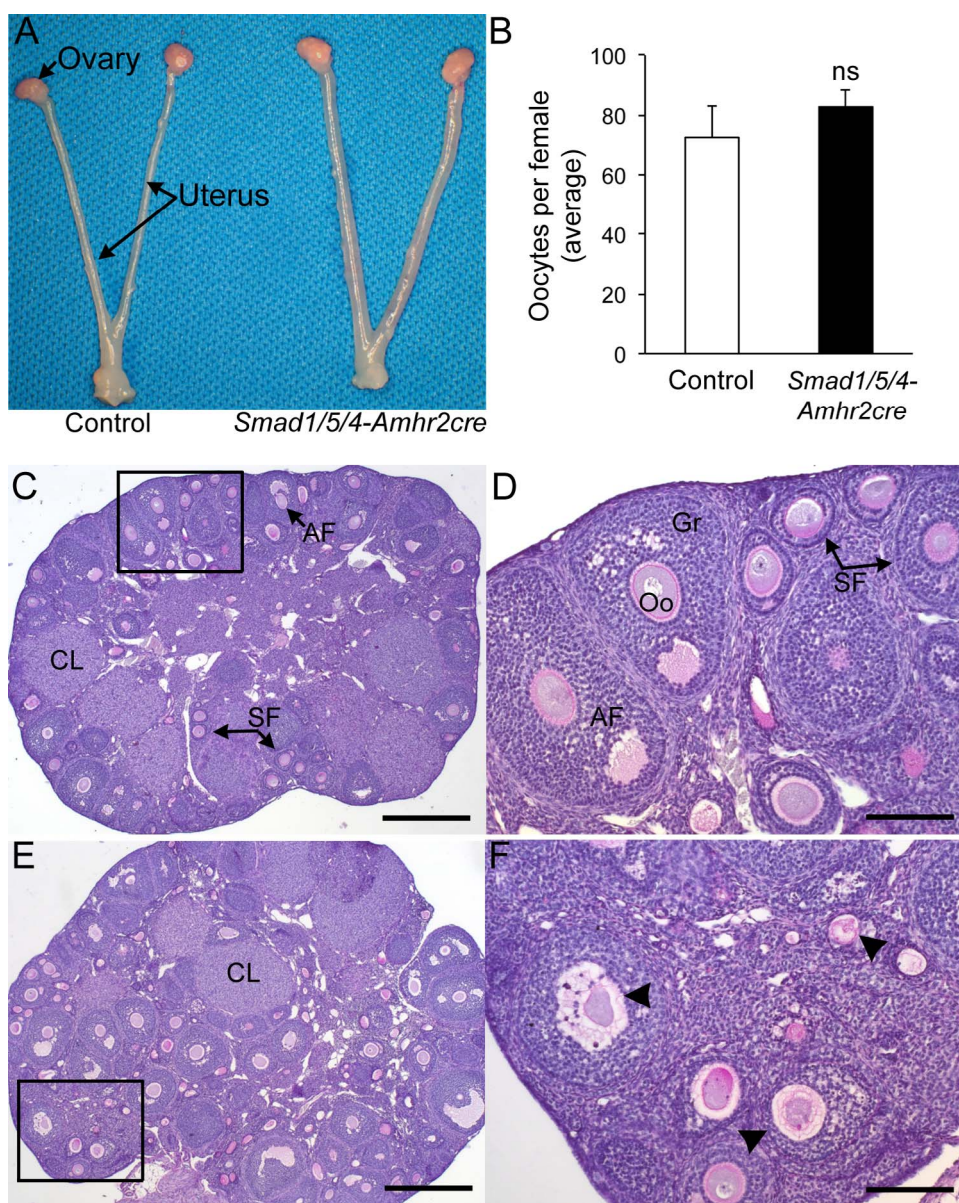 A
Ovary
Uterus
Control
Smad1/5/4-Amhr2cre
B
Oocytes per female
(average)
100
80
60
40
20
0
ns
Control
Smad1/5/4-
Amhr2cre
C
AF
CL
SF
D
Gr
SF
Oo
AF
E
CL
F